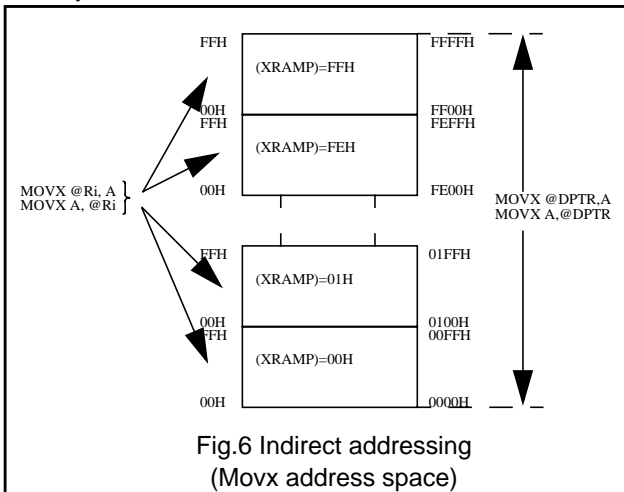 FFH FFFFH
(XRAMP)=FFH
00H FF00H
FFH FEFFH
(XRAMP)=FEH
00H FE00H
MOVX @Ri, A
MOVX A, @Ri
MOVX @DPTR,A
MOVX A,@DPTR
FFH 01FFH
(XRAMP)=01H
00H 0100H
FFH 00FFH
(XRAMP)=00H
00H 0000H
Fig.6 Indirect addressing
(Movx address space)